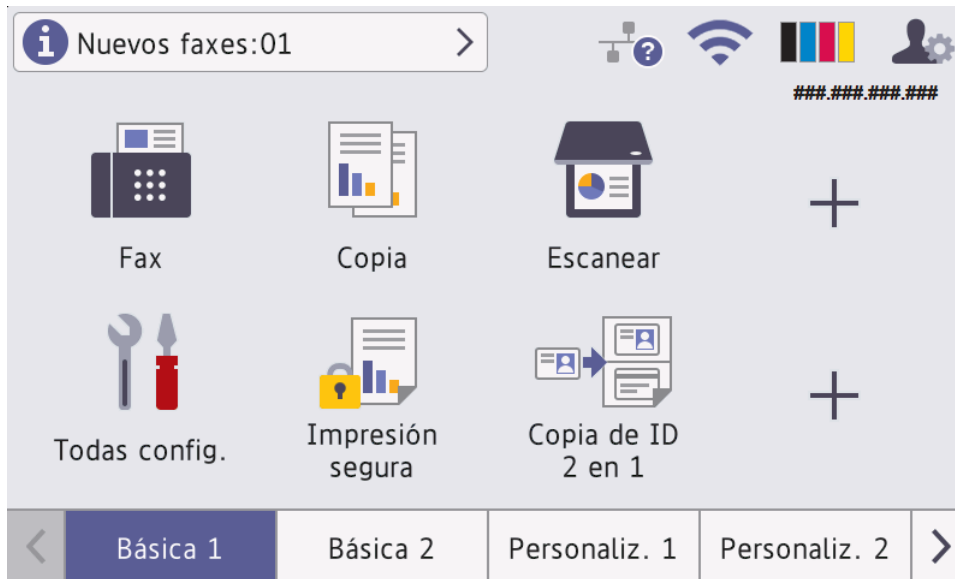 Nuevos faxes:01
###.###.###.###
Fax
Copia
Escanear
Todas config.
Impresión
segura
Copia de ID
2 en 1
Básica 1
Básica 2
Personaliz. 1
Personaliz. 2